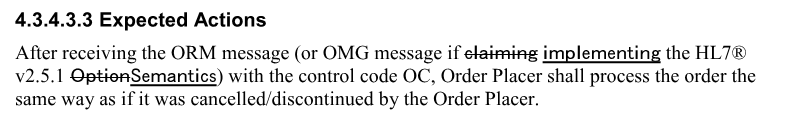 4.3.4.3.3 Expected Actions
After receiving the ORM message (or OMG message if claiming implementing the HL7®
v2.5.1 OptionSemantics) with the control code OC, Order Placer shall process the order the
same way as if it was cancelled/discontinued by the Order Placer.